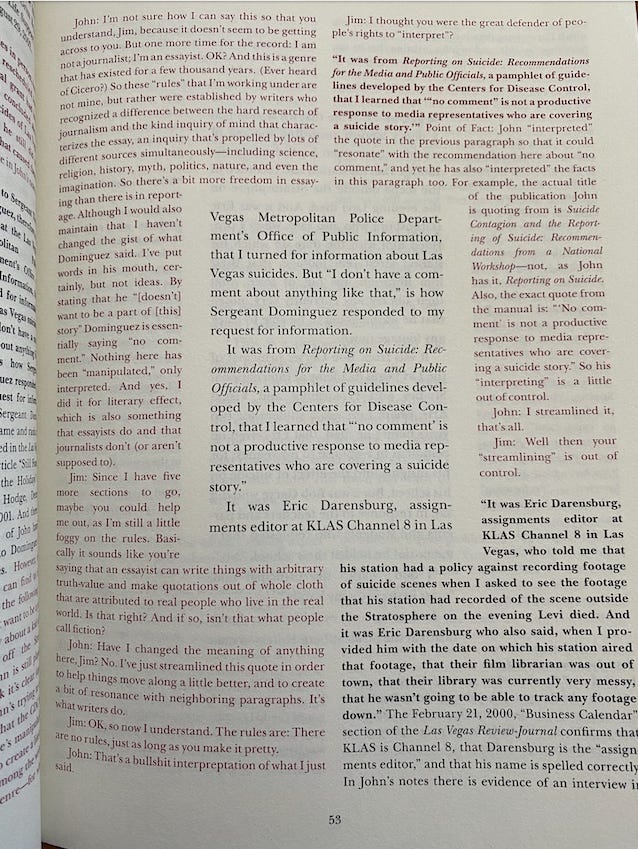 John: I'm not sure how I can say this so that you
understand, Jim, because it doesn't seem to be getting
across to you. But one more time for the record: I am
not a journalist; I'm an essayist. OK? And this is a genre
that has existed for a few thousand years. (Ever heard
of Cicero?) So these "rules" that I'm working under are
not mine, but rather were established by writers who
recognized a difference between the hard research of
journalism and the kind inquiry of mind that charac-
terizes the essay, an inquiry that's propelled by lots of
different sources simultaneously—including science,
religion, history, myth, politics, nature, and even the
imagination. So there's a bit more freedom in essay-
ing than there is in report-
age. Although I would also
maintain that I haven't
changed the gist of what
Dominguez said. I've put
words in his mouth, cer-
tainly, but not ideas. By
stating that he "[doesn't]
want to be a part of [this]
story" Dominguez is essen-
tially saying "no com-
ment." Nothing here has
been "manipulated," only
interpreted. And yes, I
did it for literary effect,
which is also something
that essayists do and that
journalists don't (or aren't
supposed to).
Jim: Since I have five
more sections to go,
maybe you could help
me out, as I'm still a little
foggy on the rules. Basi-
cally it sounds like you're
saying that an essayist can write things with arbitrary
truth-value and make quotations out of whole cloth
that are attributed to real people who live in the real
world. Is that right? And if so, isn't that what people
call fiction?
John: Have I changed the meaning of anything
here, Jim? No. I've just streamlined this quote in order
to help things move along a little better, and to create
a bit of resonance with neighboring paragraphs. It's
what writers do.
Jim: OK, so now I understand. The rules are: There
are no rules, just as long as you make it pretty.
John: That's a bullshit interpretation of what I just
said.
Vegas Metropolitan Police Depart-
ment's Office of Public Information,
that I turned for information about Las
Vegas suicides. But "I don't have a com-
ment about anything like that," is how
Sergeant Dominguez responded to my
request for information.
It was from Reporting on Suicide: Rec-
ommendations for the Media and Public
Officials, a pamphlet of guidelines devel-
oped by the Centers for Disease Con-
trol, that I learned that "'no comment' is
not a productive response to media rep-
resentatives who are covering a suicide
story."
It was Eric Darensburg, assign-
ments editor at KLAS Channel 8 in Las
Jim: I thought you were the great defender of peo-
ple's rights to "interpret"?
"It was from Reporting on Suicide: Recommendations
for the Media and Public Officials, a pamphlet of guide-
lines developed by the Centers for Disease Control,
that I learned that "'no comment' is not a productive
response to media representatives who are covering
a suicide story.'" Point of Fact: John "interpreted"
the quote in the previous paragraph so that it could
"resonate" with the recommendation here about "no
comment," and yet he has also "interpreted" the facts
in this paragraph too. For example, the actual title
of the publication John
is quoting from is Suicide
Contagion and the Report-
ing of Suicide: Recommen-
dations from a National
Workshop—not, as John
has it, Reporting on Suicide.
Also, the exact quote from
the manual is: "'No com-
ment' is not a productive
response to media repre-
sentatives who are cover-
ing a suicide story." So his
"interpreting" is a little
out of control.
John: I streamlined it,
that's all.
Jim: Well then your
"streamlining" is out of
control.
"It was Eric Darensburg,
assignments editor at
KLAS Channel 8 in Las
Vegas, who told me that
his station had a policy against recording footage
of suicide scenes when I asked to see the footage
that his station had recorded of the scene outside
the Stratosphere on the evening Levi died. And
it was Eric Darensburg who also said, when I pro-
vided him with the date on which his station aired
that footage, that their film librarian was out of
town, that their library was currently very messy,
that he wasn't going to be able to track any footage
down." The February 21, 2000, "Business Calendar"
section of the Las Vegas Review-Journal confirms that
KLAS is Channel 8, that Darensburg is the "assign
ments editor," and that his name is spelled correctly
In John's notes there is evidence of an interview in
53